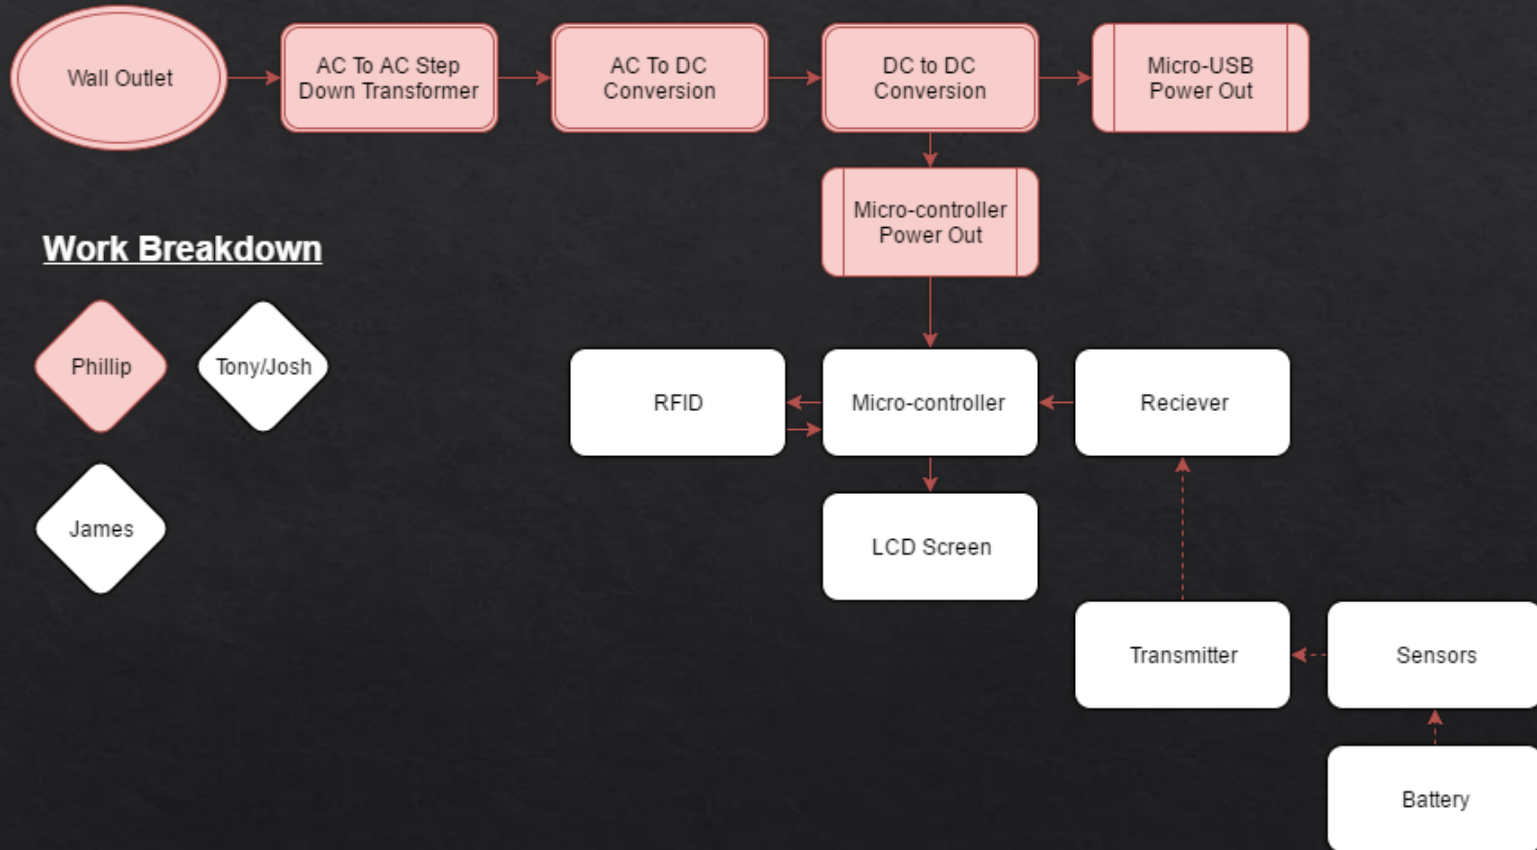 Wall Outlet
AC To AC Step
Down Transformer
AC To DC
Conversion
DC to DC
Conversion
Micro-USB
Power Out
Micro-controller
Power Out
Work Breakdown
Phillip
Tony/Josh
James
RFID
Micro-controller
Reciever
LCD Screen
Transmitter
Sensors
Battery